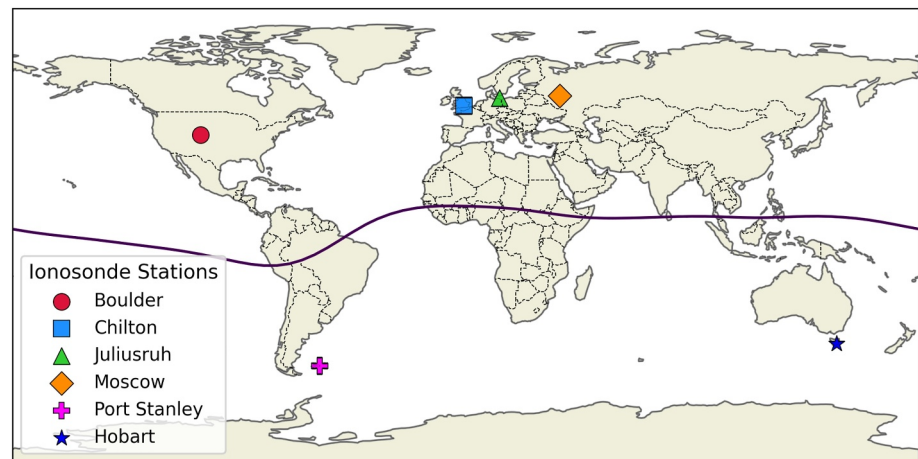 Ionosonde Stations
Boulder
Chilton
Juliusruh
Moscow
Port Stanley
Hobart